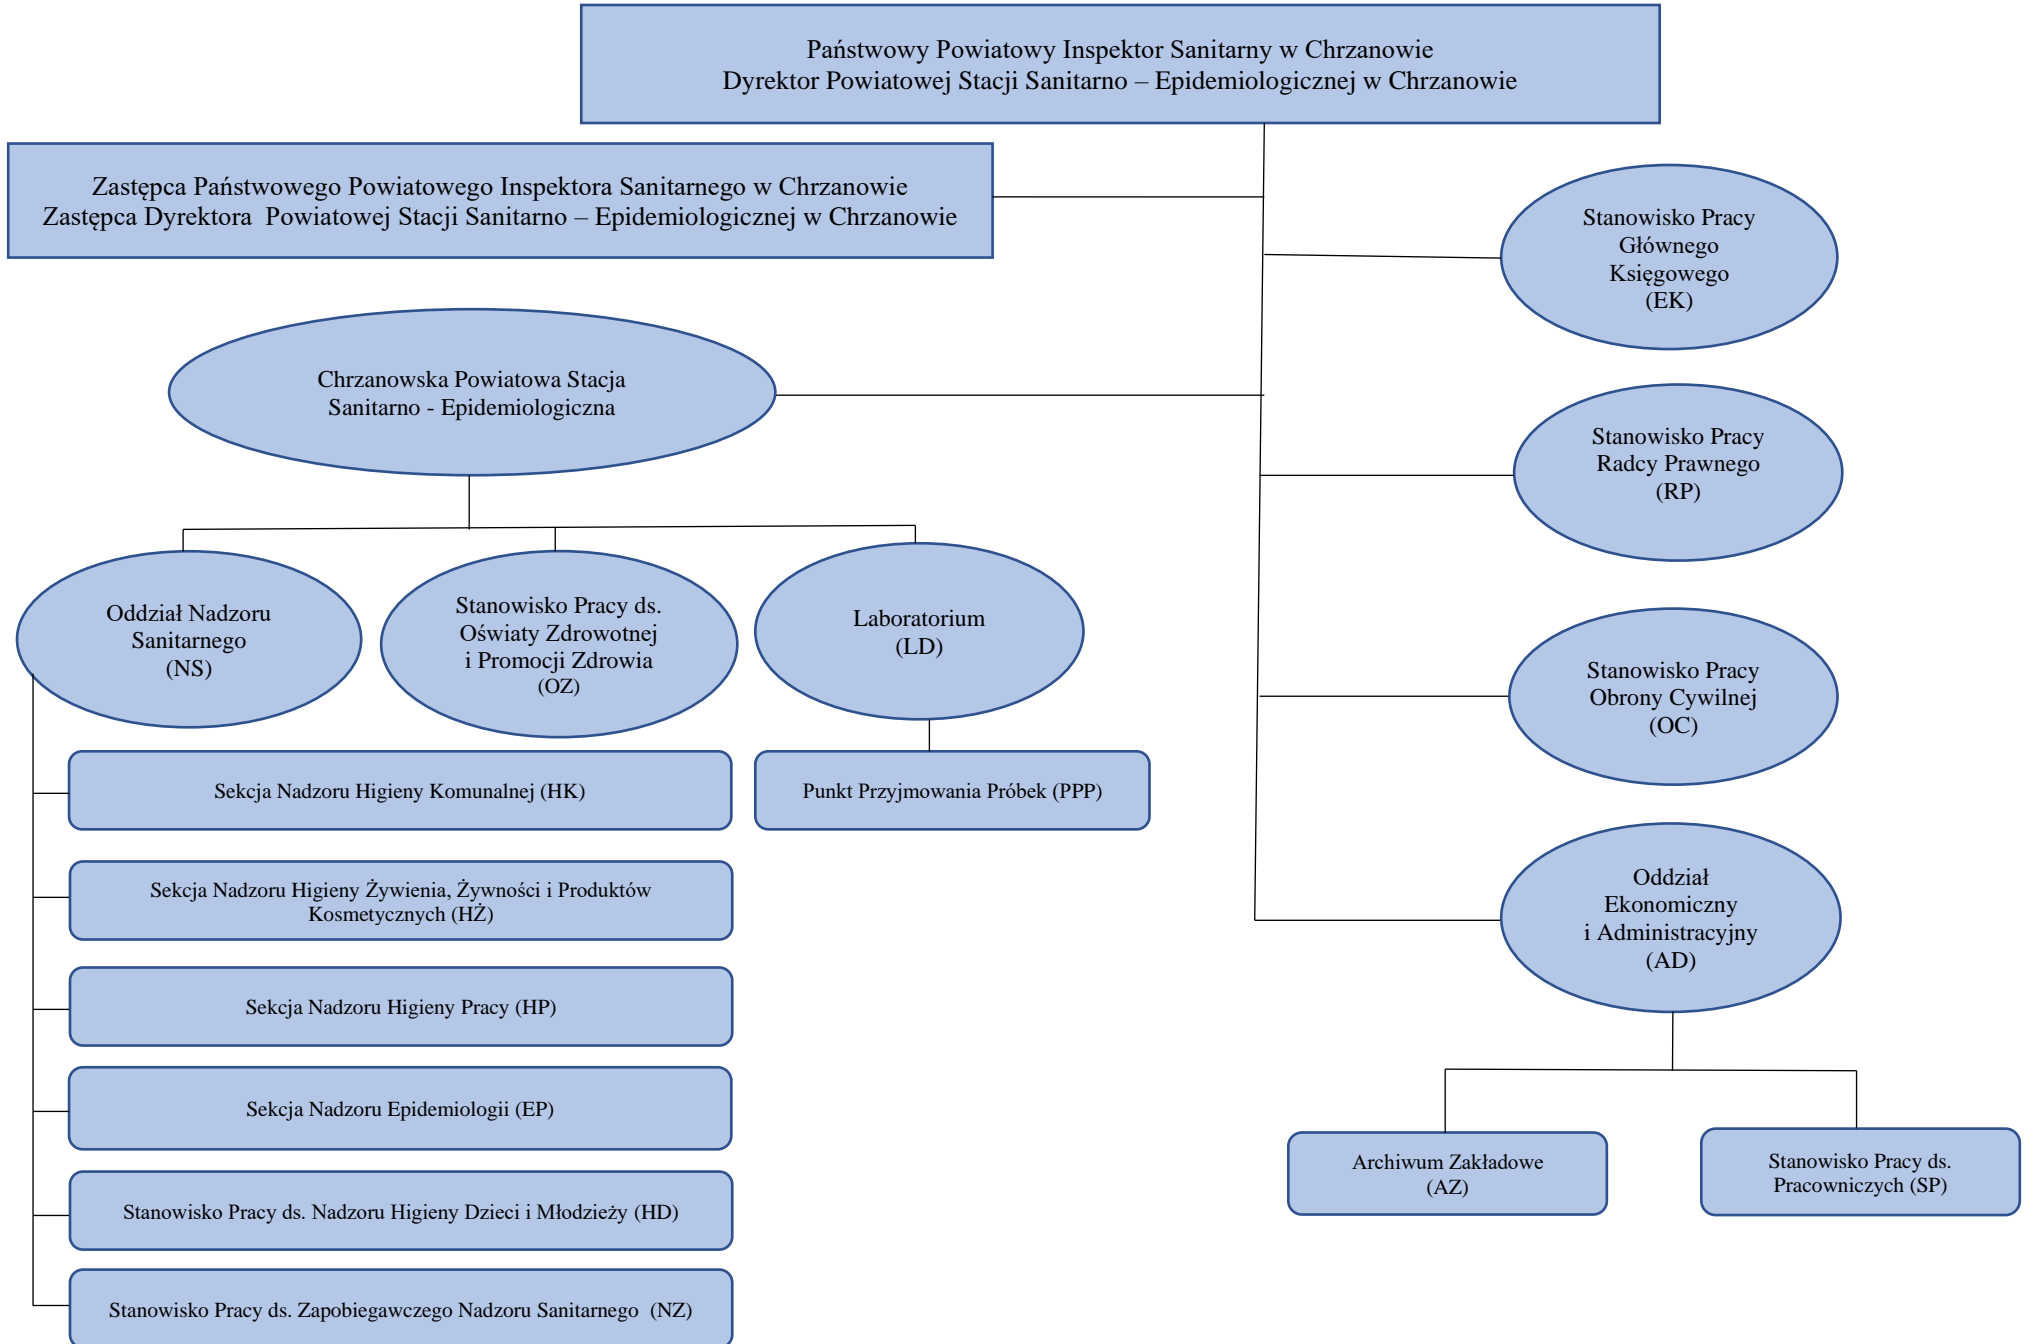 Państwowy Powiatowy Inspektor Sanitarny w Chrzanowie
Dyrektor Powiatowej Stacji Sanitarno – Epidemiologicznej w Chrzanowie
Zastępca Państwowego Powiatowego Inspektora Sanitarnego w Chrzanowie
Zastępca Dyrektora Powiatowej Stacji Sanitarno – Epidemiologicznej w Chrzanowie
Stanowisko Pracy
Głównego
Księgowego
(EK)
Chrzanowska Powiatowa Stacja
Sanitarno - Epidemiologiczna
Stanowisko Pracy
Radcy Prawnego
(RP)
Oddział Nadzoru
Sanitarnego
(NS)
Stanowisko Pracy ds.
Oświaty Zdrowotnej
i Promocji Zdrowia
(OZ)
Laboratorium
(LD)
Stanowisko Pracy
Obrony Cywilnej
(OC)
Sekcja Nadzoru Higieny Komunalnej (HK)
Punkt Przyjmowania Próbek (PPP)
Sekcja Nadzoru Higieny Żywienia, Żywności i Produktów
Kosmetycznych (HŻ)
Oddział
Ekonomiczny
i Administracyjny
(AD)
Sekcja Nadzoru Higieny Pracy (HP)
Sekcja Nadzoru Epidemiologii (EP)
Stanowisko Pracy ds. Nadzoru Higieny Dzieci i Młodzieży (HD)
Stanowisko Pracy ds. Zapobiegawczego Nadzoru Sanitarnego (NZ)
Archiwum Zakładowe
(AZ)
Stanowisko Pracy ds.
Pracowniczych (SP)